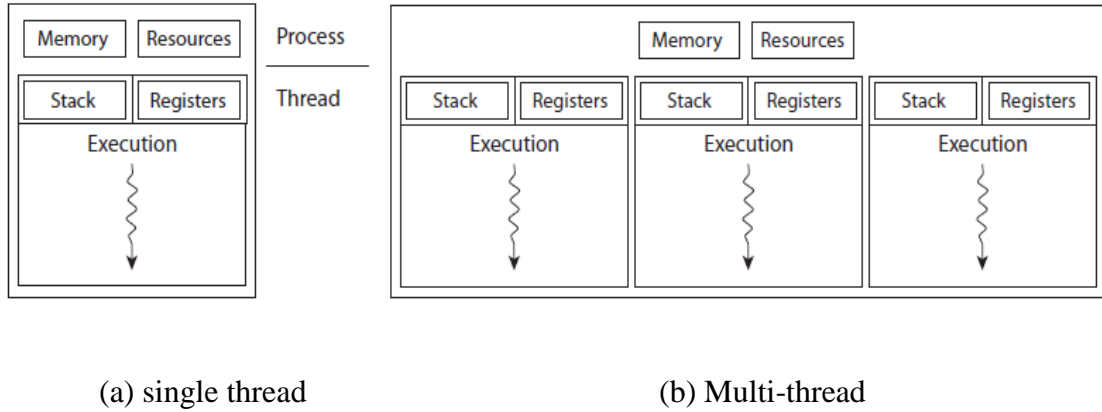 Memory Resources Process Memory Resources
Stack Registers Thread Stack Registers Stack Registers Stack Registers
Execution Execution Execution Execution
(a) single thread (b) Multi-thread